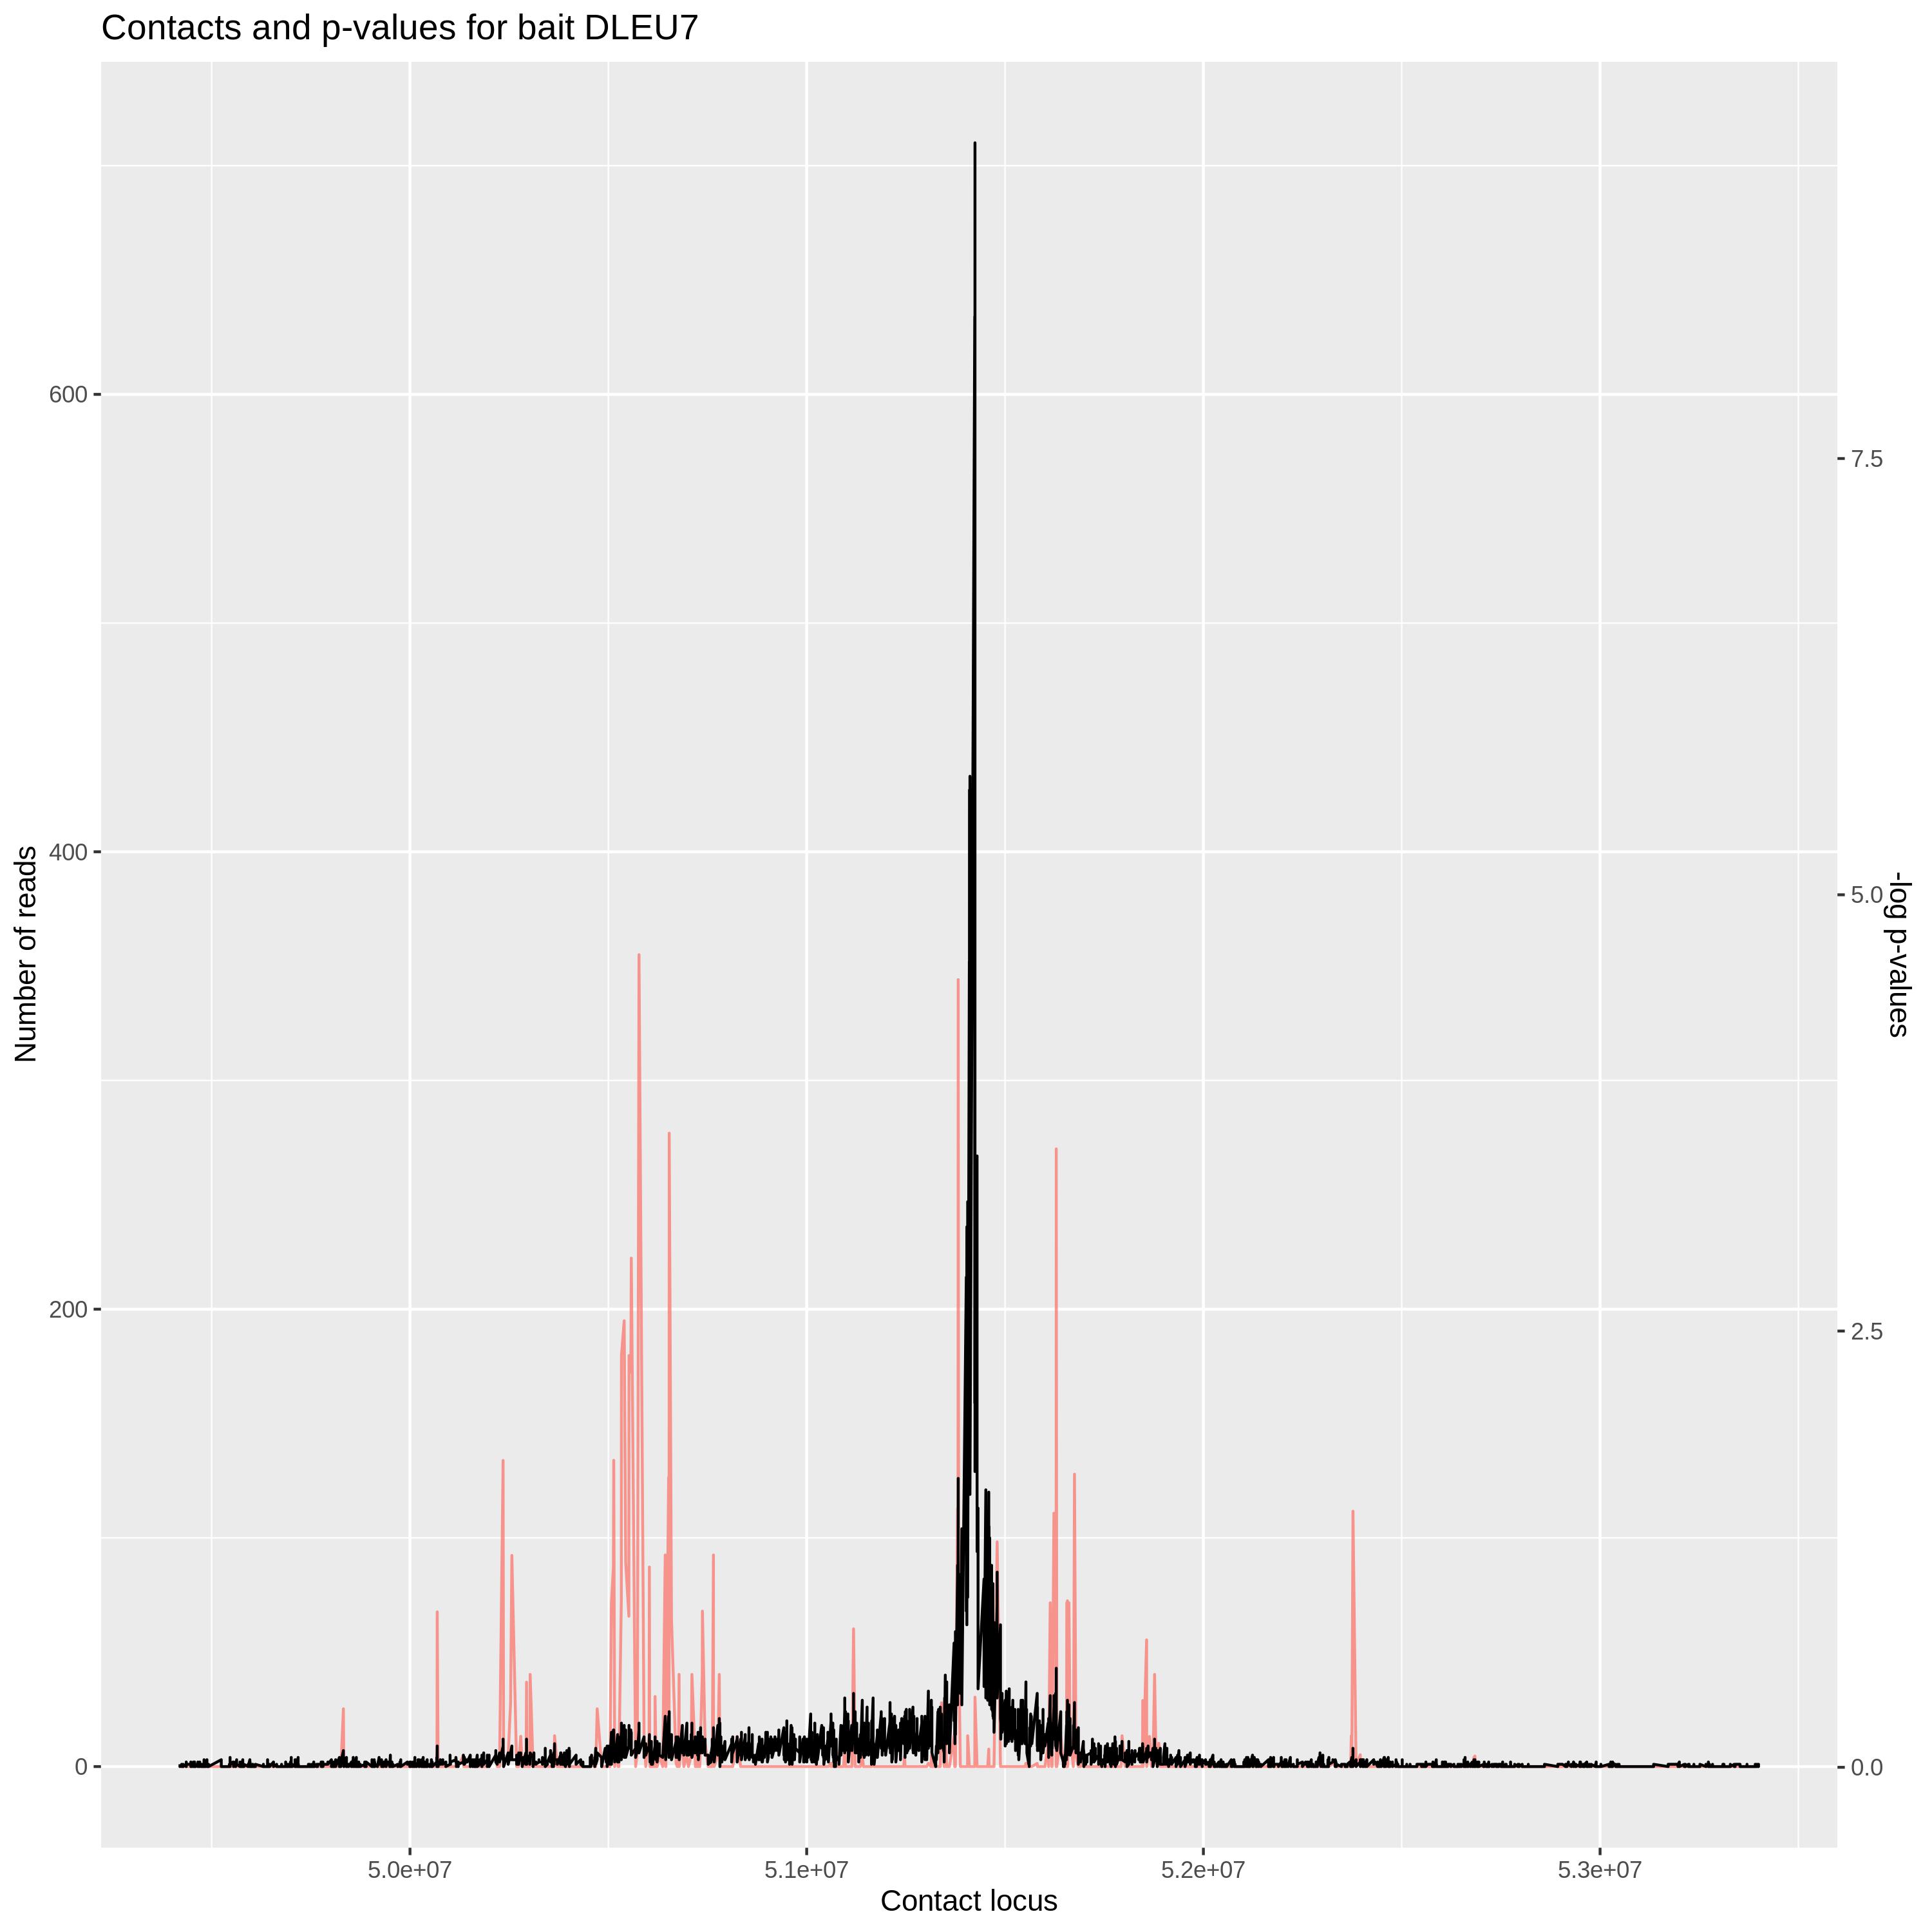 Contacts and p-values for bait DLEU7
600
400
200
0
Number of reads
7.5
5.0
2.5
0.0
-log p-values
5.0e+07
5.1e+07
5.2e+07
5.3e+07
Contact locus